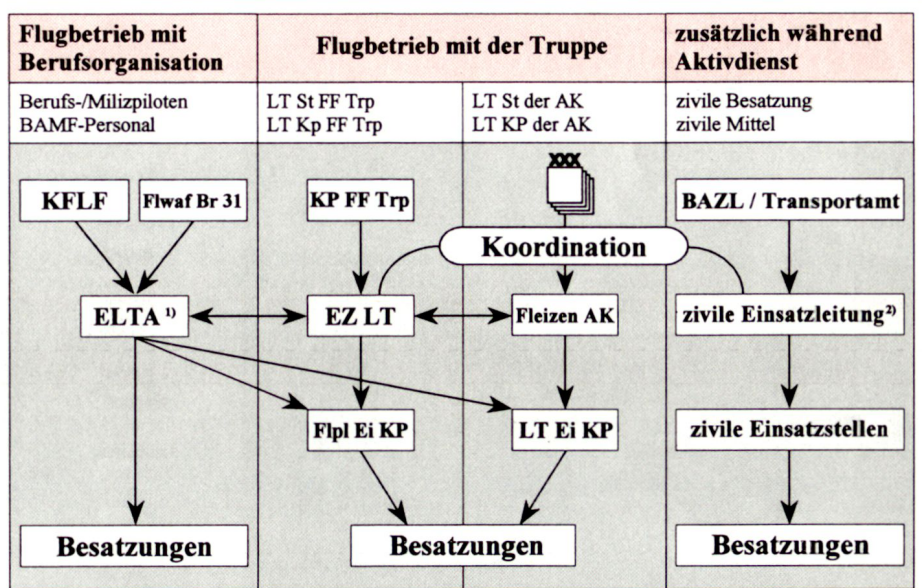 Flugbetrieb mit
Berufsorganisation
Flugbetrieb mit der Truppe
zusätzlich während
Aktivdienst
Berufs-/Milizpiloten
BAMF-Personal
LT St FF Trp
LT Kp FF Trp
LT St der AK
LT KP der AK
zivile Besatzung
zivile Mittel
XXX
KFLF
Flwaf Br 31
KP FF Trp
BAZL / Transportamt
Koordination
ELTA 1)
EZ LT
Fleizen AK
zivile Einsatzleitung2)
Flpl Ei KP
LT Ei KP
zivile Einsatzstellen
Besatzungen
Besatzungen
Besatzungen